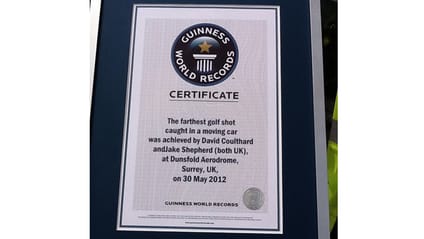 GUINNESS
WORLD RECORDS
CERTIFICATE
The farthest golf shot
caught in a moving car
was achieved by David Coulthard
andJake Shepherd (both UK),
at Dunsfold Aerodrome,
Surrey, UK,
on 30 May 2012
GUINNESS WORLD RECORDS